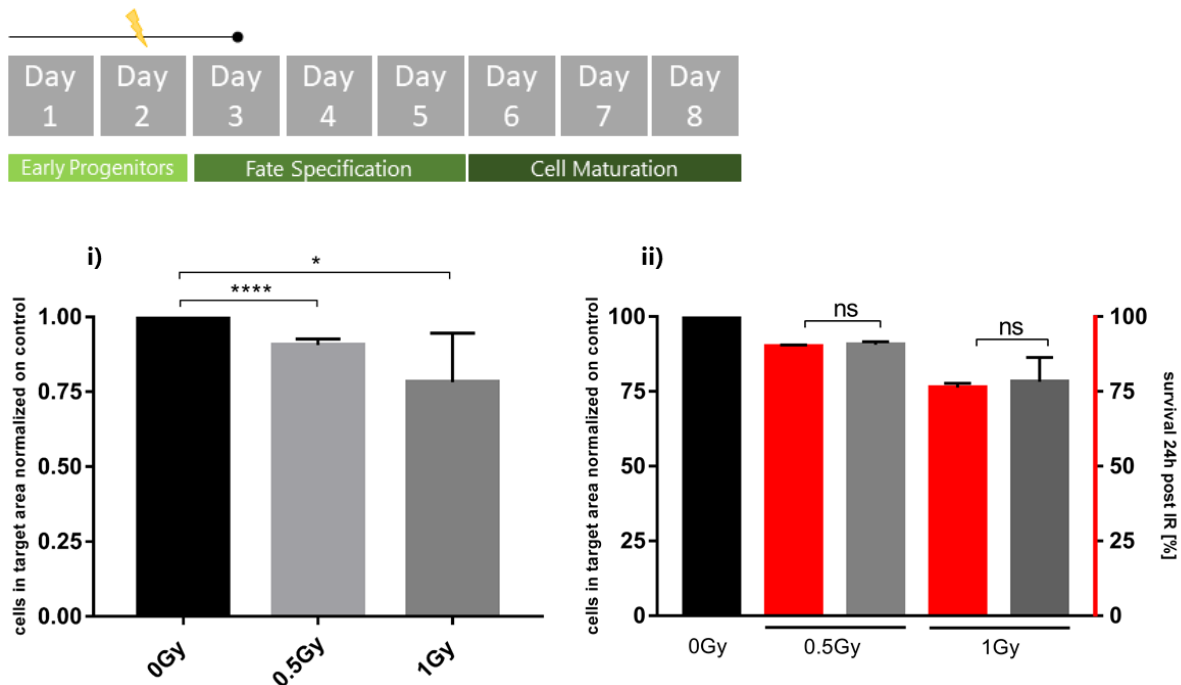 Day 1
Day 2
Day 3
Day 4
Day 5
Day 6
Day 7
Day 8
Early Progenitors
Fate Specification
Cell Maturation
i)
*
****
cells in target area normalized on control
1.00
0.75
0.50
0.25
0.00
0Gy
0.5Gy
1Gy
ii)
ns
ns
cells in target area normalized on control
100
75
50
25
0
0Gy
0.5Gy
1Gy
100
75
50
25
0
survival 24h post IR [%]